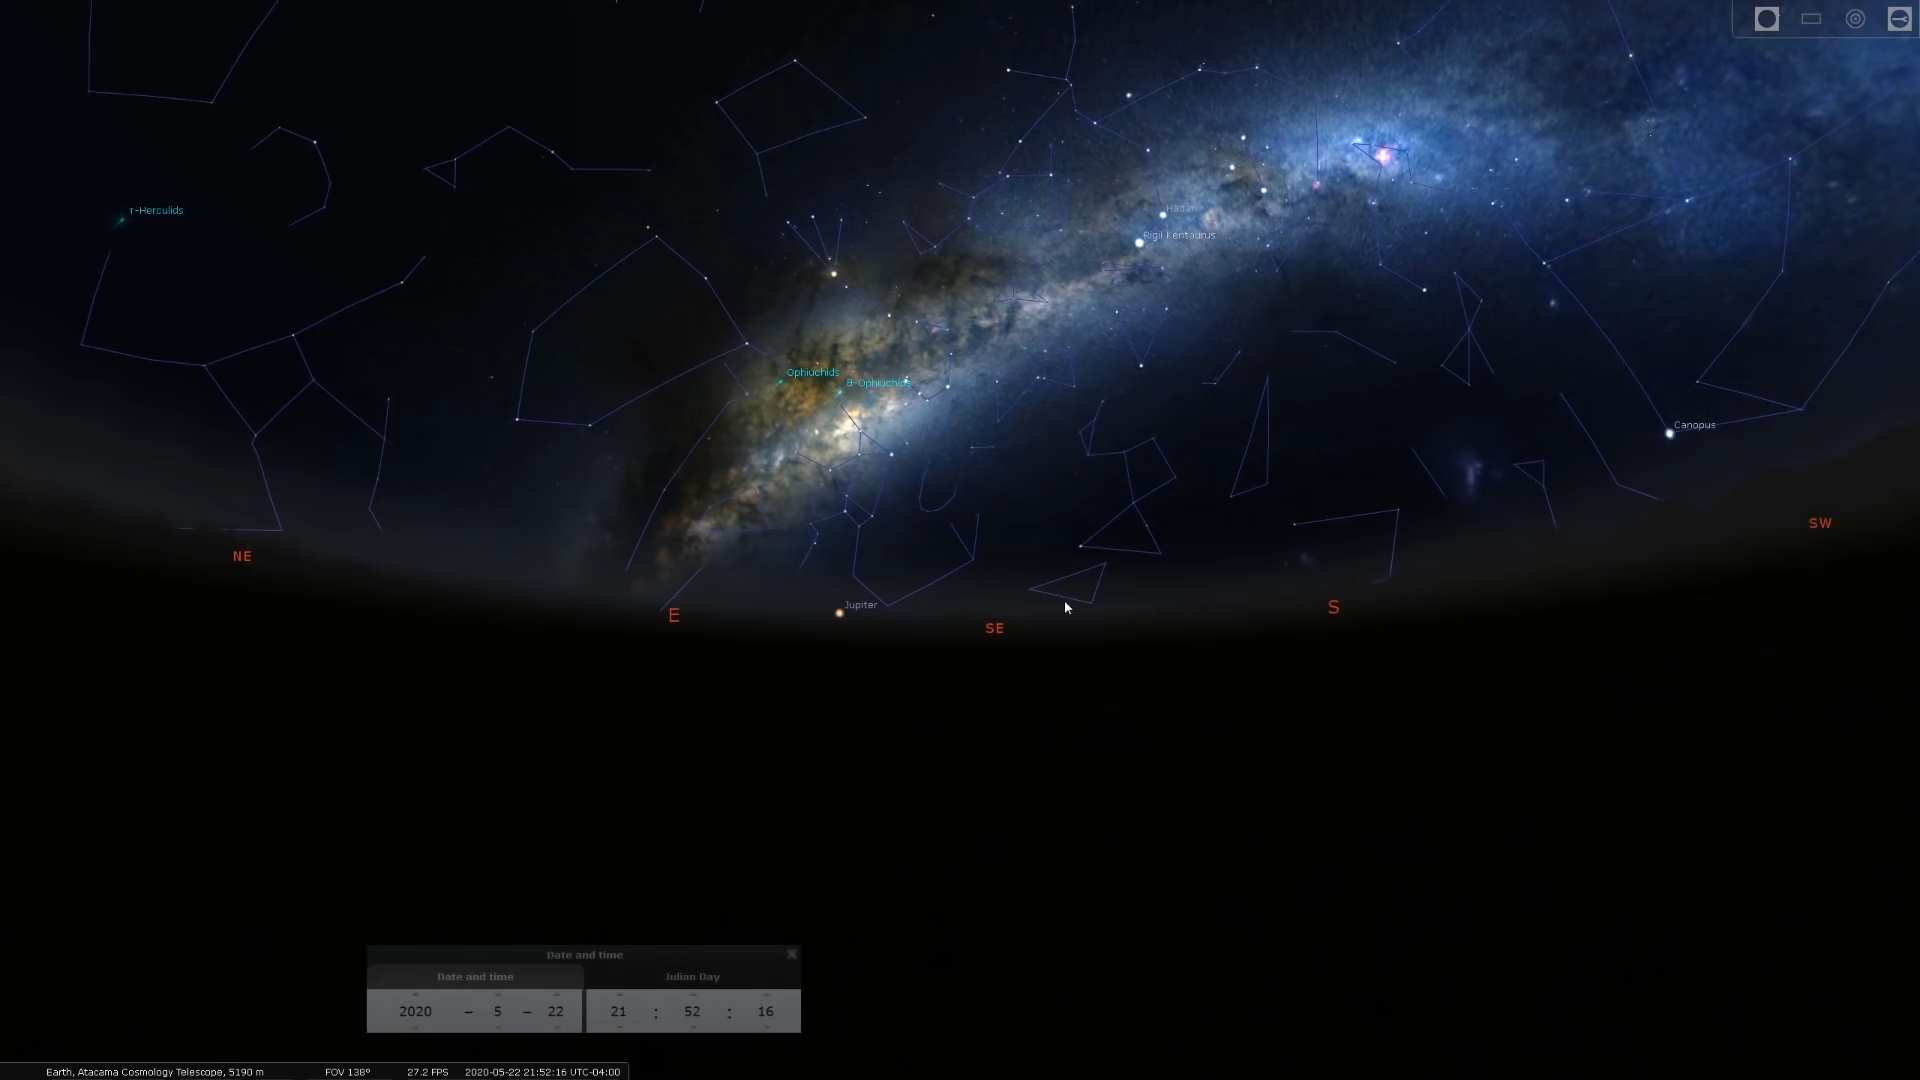 τ-Herculids
Hadar
Rigil Kentaurus
Ophiuchids
θ-Ophiuchids
Canopus
SW
NE
Jupiter
S
E
SE
Date and time
Date and time
Julian Day
2020 - 5 - 22 21 : 52 : 16
Earth, Atacama Cosmology Telescope, 5190 m FOV 138° 27.2 FPS 2020-05-22 21:52:16 UTC-04:00